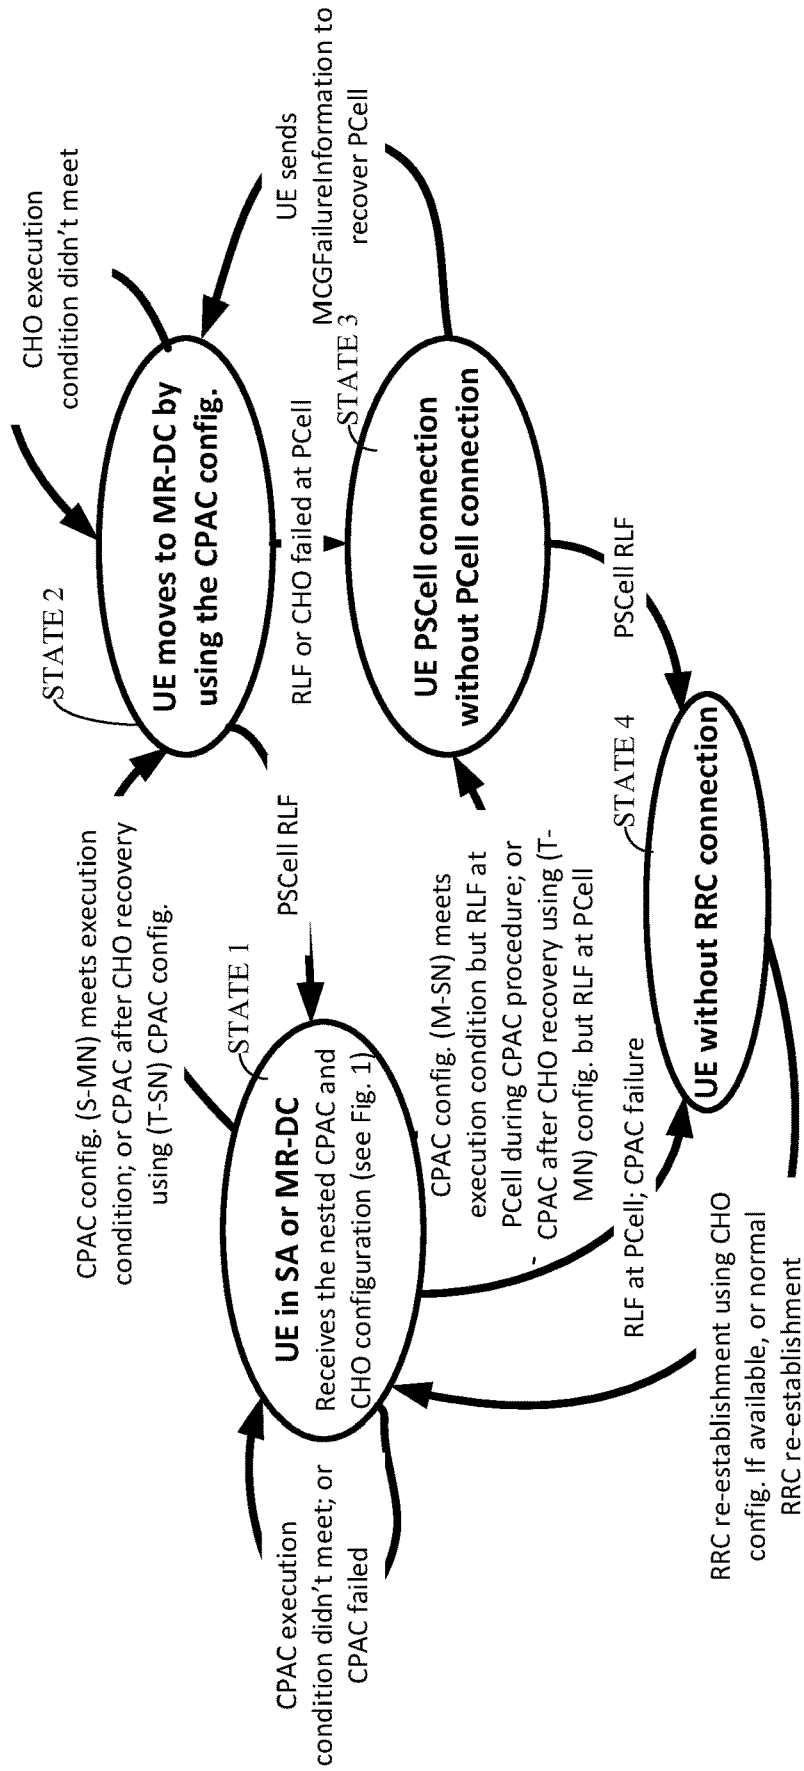 CHO execution
condition didn't meet
STATE 2
UE moves to MR-DC by
using the CPAC config.
UE sends
MCGFailureInformation to
recover PCell
CPAC config. (S-MN) meets execution
condition; or CPAC after CHO recovery
using (T-SN) CPAC config.
PSCell RLF
RLF or CHO failed at PCell
STATE 3
UE PSCell connection
without PCell connection
STATE 1
UE in SA or MR-DC
Receives the nested CPAC and
CHO configuration (see Fig. 1)
CPAC execution
condition didn't meet; or
CPAC failed
CPAC config. (M-SN) meets
execution condition but RLF at
PCell during CPAC procedure; or
CPAC after CHO recovery using (T-
MN) config. but RLF at PCell
PSCell RLF
RLF at PCell; CPAC failure
STATE 4
UE without RRC connection
RRC re-establishment using CHO
config. If available, or normal
RRC re-establishment